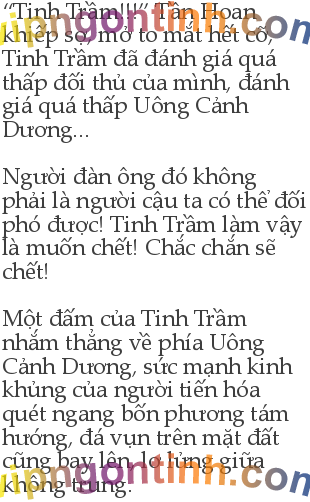 “Tinh Trầm!!!” Tần Hoan
khiếp sợ, mở to mắt hết cỡ,
Tinh Trầm đã đánh giá quá
thấp đối thủ của mình, đánh
giá quá thấp Uông Cảnh
Dương...
Người đàn ông đó không
phải là người cậu ta có thể đối
phó được! Tinh Trầm làm vậy
là muốn chết! Chắc chắn sẽ
chết!
Một đấm của Tinh Trầm
nhắm thẳng về phía Uông
Cảnh Dương, sức mạnh kinh
khủng của người tiến hóa
quét ngang bốn phương tám
hướng, đá vụn trên mặt đất
cũng bay lên, lơ lửng giữa
không trung.